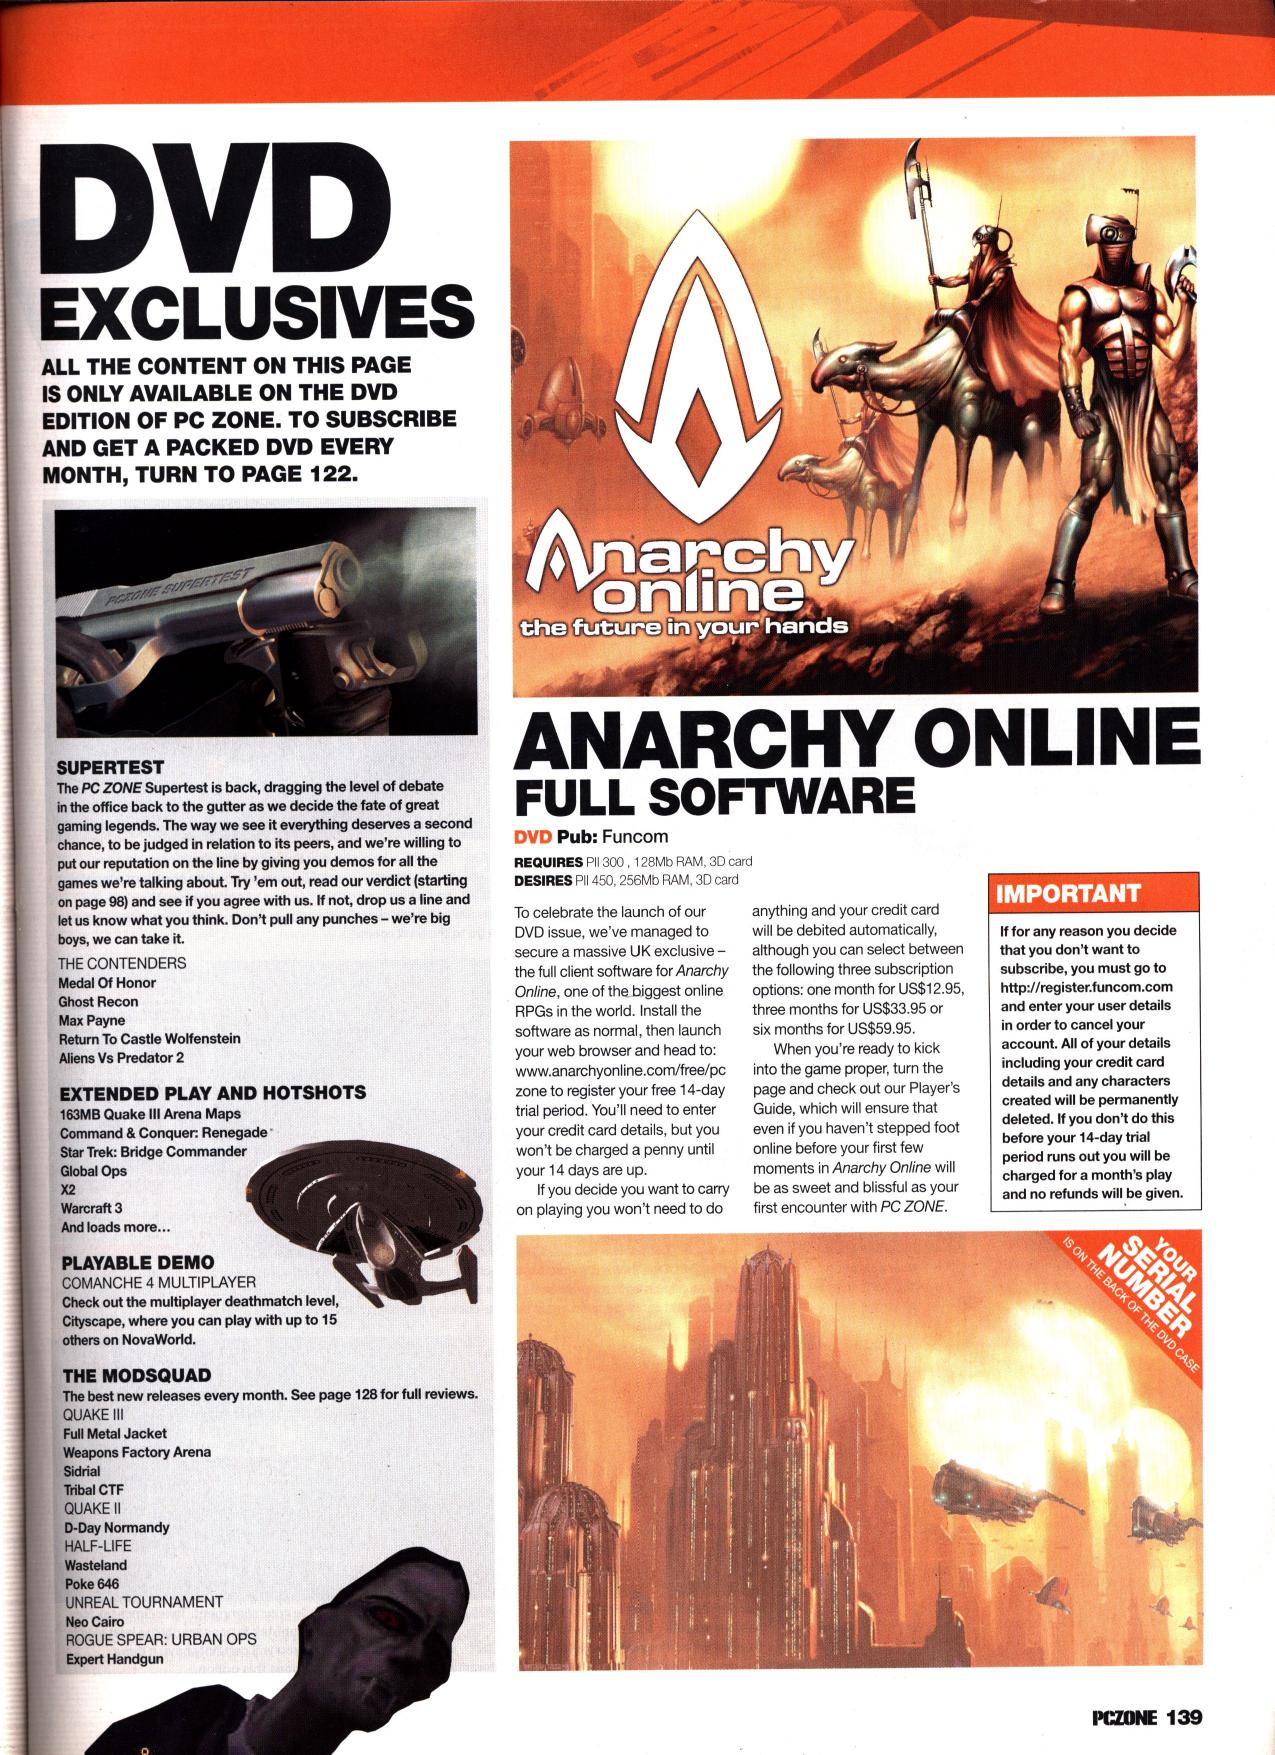 DVD
EXCLUSIVES
ALL THE CONTENT ON THIS PAGE
IS ONLY AVAILABLE ON THE DVD
EDITION OF PC ZONE. TO SUBSCRIBE
AND GET A PACKED DVD EVERY
MONTH, TURN TO PAGE 122.
PCZONE SUPERTEST
SUPERTEST
The PC ZONE Supertest is back, dragging the level of debate
in the office back to the gutter as we decide the fate of great
gaming legends. The way we see it everything deserves a second
chance, to be judged in relation to its peers, and we're willing to
put our reputation on the line by giving you demos for all the
games we're talking about. Try 'em out, read our verdict (starting
on page 98) and see if you agree with us. If not, drop us a line and
let us know what you think. Don't pull any punches – we're big
boys, we can take it.
THE CONTENDERS
Medal Of Honor
Ghost Recon
Max Payne
Return To Castle Wolfenstein
Aliens Vs Predator 2
EXTENDED PLAY AND HOTSHOTS
163MB Quake III Arena Maps
Command & Conquer: Renegade
Star Trek: Bridge Commander
Global Ops
X2
Warcraft 3
And loads more...
PLAYABLE DEMO
COMANCHE 4 MULTIPLAYER
Check out the multiplayer deathmatch level,
Cityscape, where you can play with up to 15
others on NovaWorld.
THE MODSQUAD
The best new releases every month. See page 128 for full reviews.
QUAKE III
Full Metal Jacket
Weapons Factory Arena
Sidrial
Tribal CTF
QUAKE II
D-Day Normandy
HALF-LIFE
Wasteland
Poke 646
UNREAL TOURNAMENT
Neo Cairo
ROGUE SPEAR: URBAN OPS
Expert Handgun
Anarchy
online
the future in your hands
ANARCHY ONLINE
FULL SOFTWARE
DVD Pub: Funcom
REQUIRES PII 300 , 128Mb RAM, 3D card
DESIRES PII 450, 256Mb RAM, 3D card
To celebrate the launch of our
DVD issue, we've managed to
secure a massive UK exclusive –
the full client software for Anarchy
Online, one of the biggest online
RPGs in the world. Install the
software as normal, then launch
your web browser and head to:
www.anarchyonline.com/free/pc
zone to register your free 14-day
trial period. You'll need to enter
your credit card details, but you
won't be charged a penny until
your 14 days are up.
If you decide you want to carry
on playing you won't need to do
anything and your credit card
will be debited automatically,
although you can select between
the following three subscription
options: one month for US$12.95,
three months for US$33.95 or
six months for US$59.95.
When you're ready to kick
into the game proper, turn the
page and check out our Player's
Guide, which will ensure that
even if you haven't stepped foot
online before your first few
moments in Anarchy Online will
be as sweet and blissful as your
first encounter with PC ZONE.
IMPORTANT
If for any reason you decide
that you don't want to
subscribe, you must go to
http://register.funcom.com
and enter your user details
in order to cancel your
account. All of your details
including your credit card
details and any characters
created will be permanently
deleted. If you don't do this
before your 14-day trial
period runs out you will be
charged for a month's play
and no refunds will be given.
YOUR
SERIAL
NUMBER
IS ON THE BACK OF THE DVD CASE
PCZONE 139